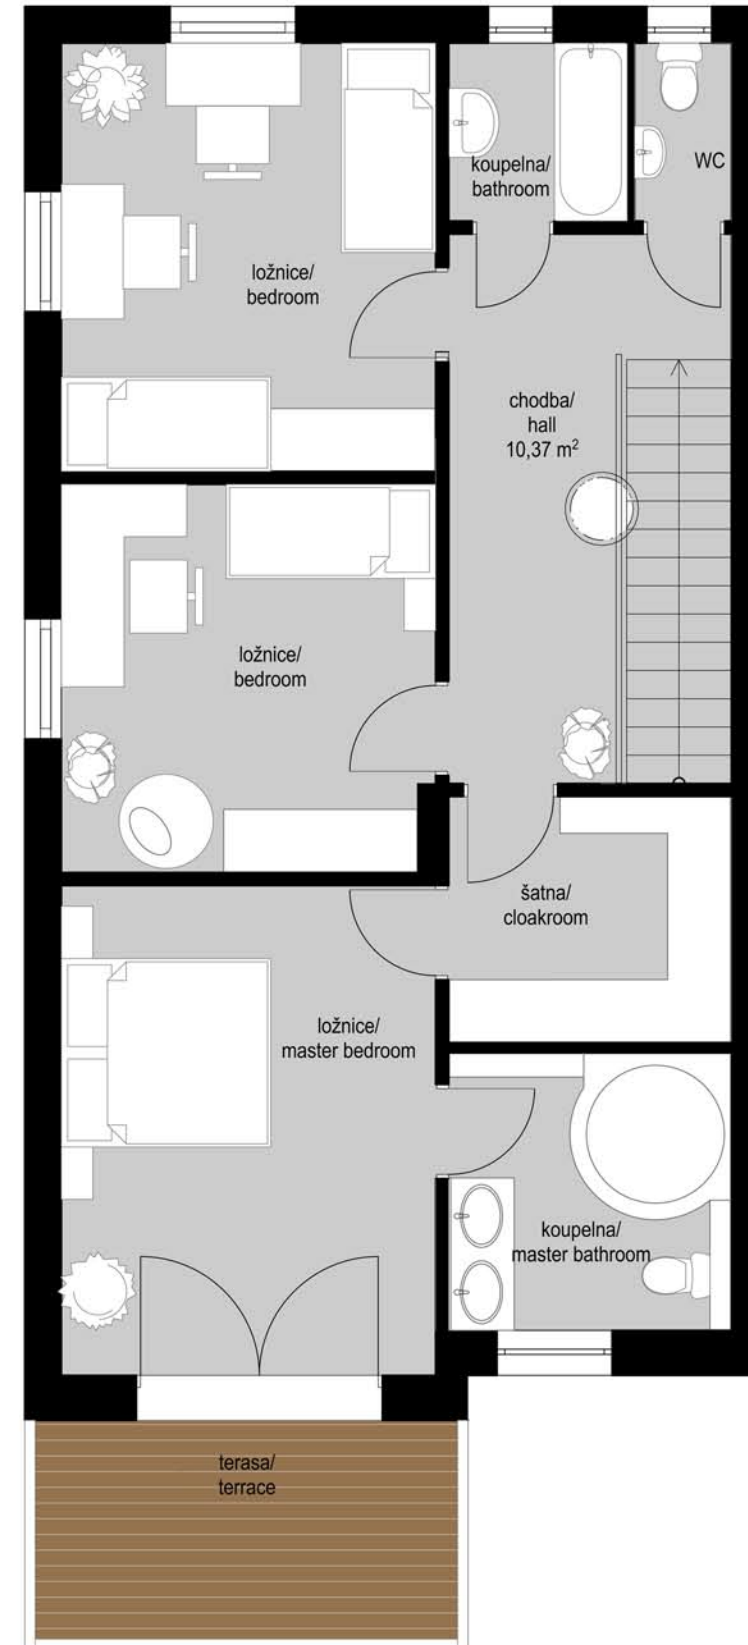 koupelna/
bathroom
WC
ložnice/
bedroom
chodba/
hall
10,37 m²
ložnice/
bedroom
šatna/
cloakroom
ložnice/
master bedroom
koupelna/
master bathroom
terasa/
terrace